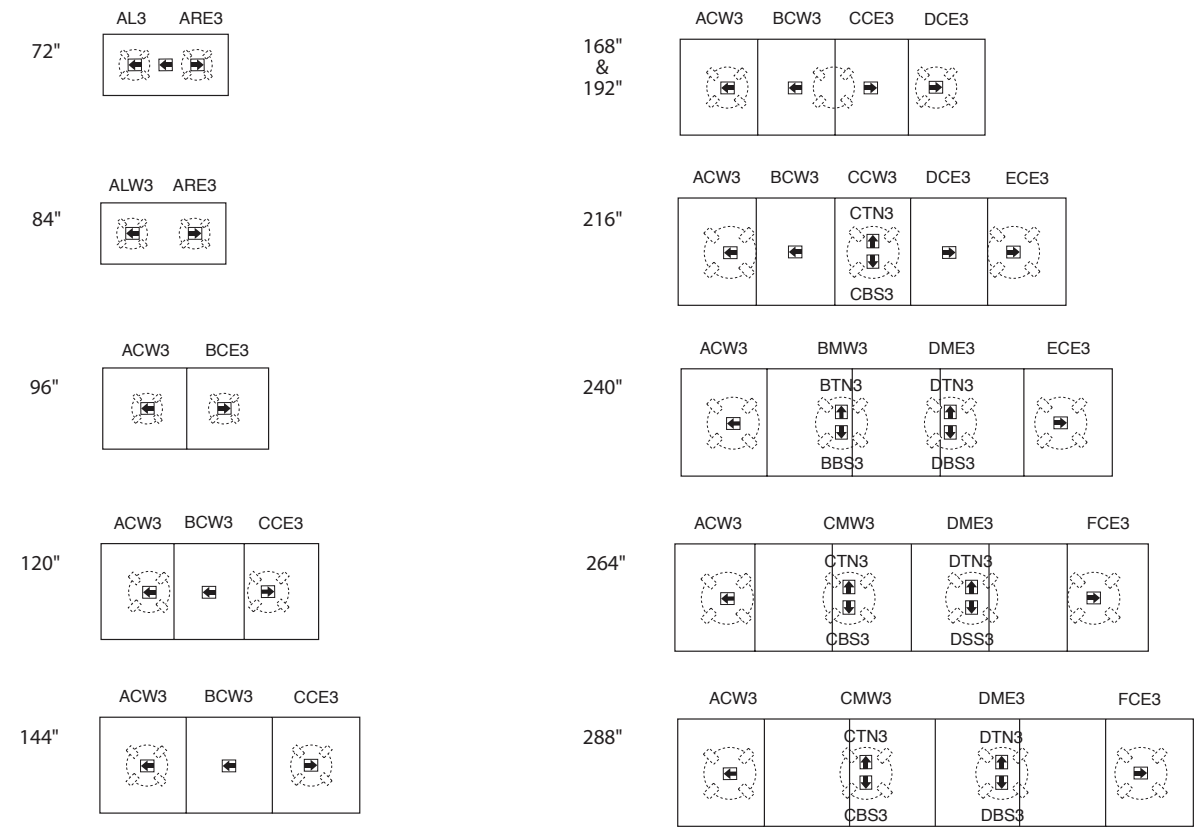 AL3 ARE3
72"
ALW3 ARE3
84"
ACW3 BCE3
96"
ACW3 BCW3 CCE3
120"
ACW3 BCW3 CCE3
144"
ACW3 BCW3 CCE3 DCE3
168"
&
192"
ACW3 BCW3 CCW3 DCE3 ECE3
216"
CTN3
CBS3
ACW3 BMW3 DME3 ECE3
240"
BTN3 DTN3
BBS3 DBS3
ACW3 CMW3 DME3 FCE3
264"
CTN3 DTN3
CBS3 DSS3
ACW3 CMW3 DME3 FCE3
288"
CTN3 DTN3
CBS3 DBS3